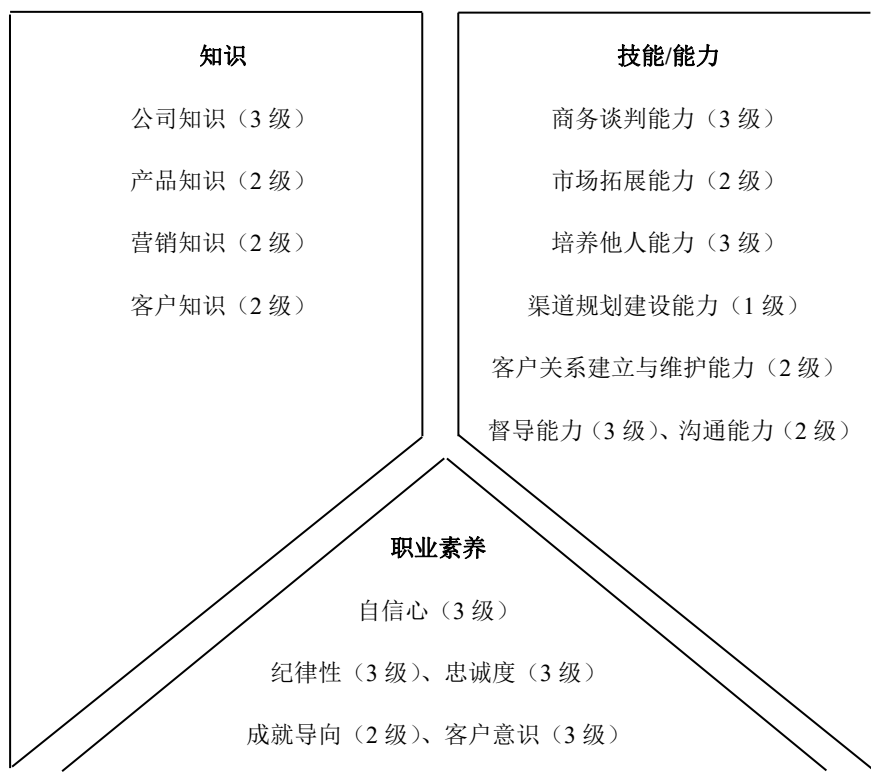 知识
公司知识（3 级）
产品知识（2 级）
营销知识（2 级）
客户知识（2 级）
技能/能力
商务谈判能力（3 级）
市场拓展能力（2 级）
培养他人能力（3 级）
渠道规划建设能力（1 级）
客户关系建立与维护能力（2 级）
督导能力（3 级）、沟通能力（2 级）
职业素养
自信心（3 级）
纪律性（3 级）、忠诚度（3 级）
成就导向（2 级）、客户意识（3 级）